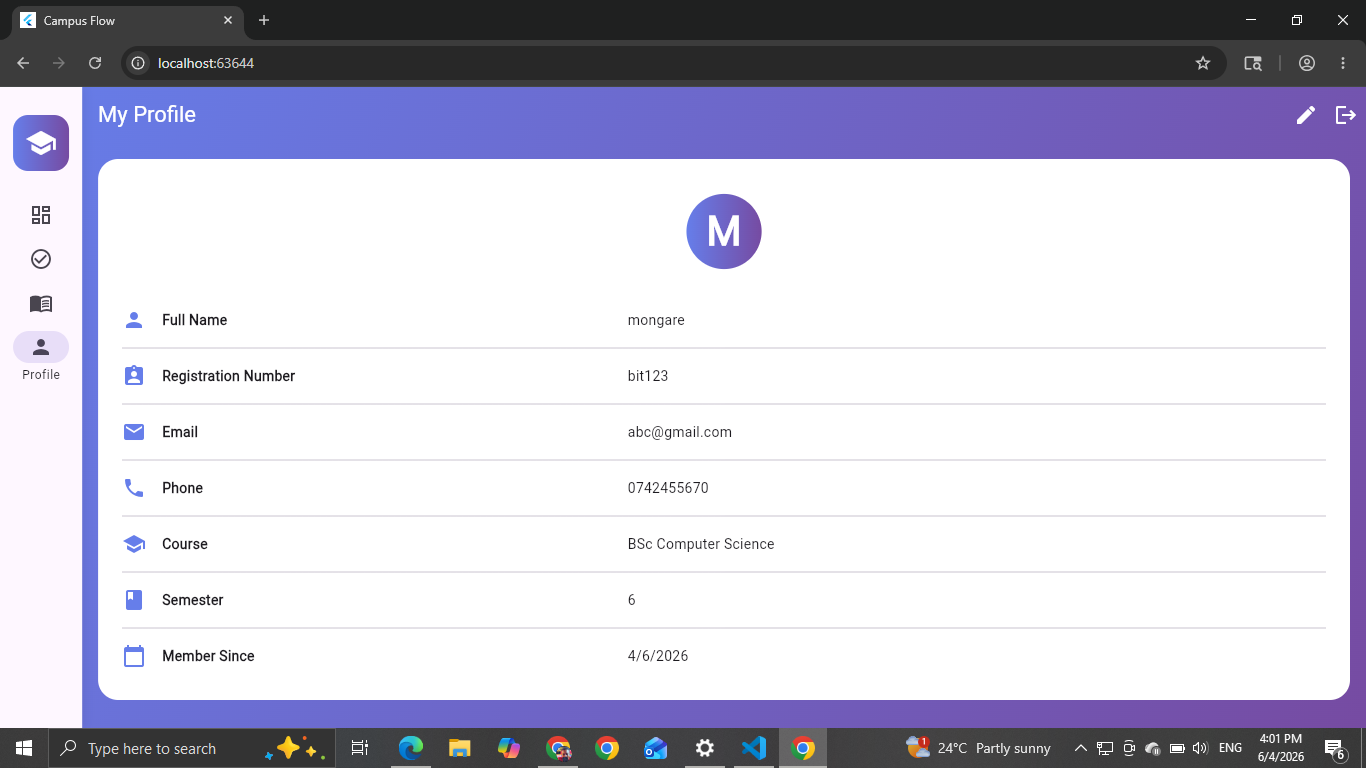 Campus Flow
localhost:63644
My Profile
M
Full Name mongare
Registration Number bit123
Email abc@gmail.com
Phone 0742455670
Course BSc Computer Science
Semester 6
Member Since 4/6/2026
Profile
Type here to search
1
24°C Partly sunny
ENG
4:01 PM
6/4/2026
6